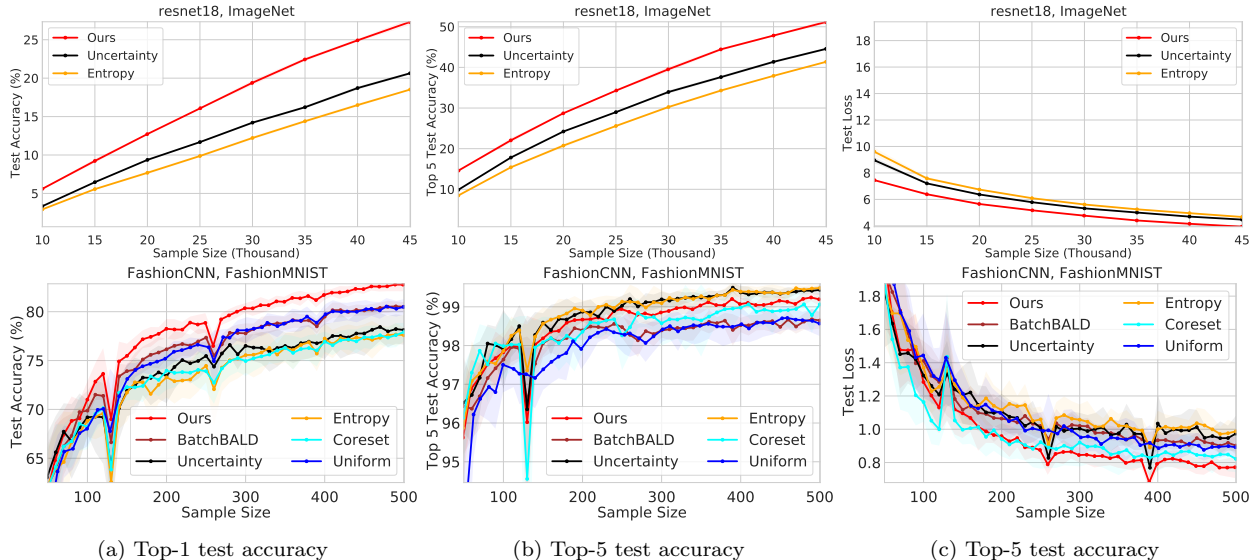 resnet18, ImageNet
Test Accuracy (%)
25
20
15
10
5
Ours
Uncertainty
Entropy
10 15 20 25 30 35 40 45
Sample Size (Thousand)
resnet18, ImageNet
Top 5 Test Accuracy (%)
50
40
30
20
10
Ours
Uncertainty
Entropy
10 15 20 25 30 35 40 45
Sample Size (Thousand)
resnet18, ImageNet
Test Loss
18
16
14
12
10
8
6
4
Ours
Uncertainty
Entropy
10 15 20 25 30 35 40 45
Sample Size (Thousand)
FashionCNN, FashionMNIST
Test Accuracy (%)
80
75
70
65
Ours
BatchBALD
Uncertainty
Entropy
Coreset
Uniform
100 200 300 400 500
Sample Size
FashionCNN, FashionMNIST
Top 5 Test Accuracy (%)
99
98
97
96
95
Ours
BatchBALD
Uncertainty
Entropy
Coreset
Uniform
100 200 300 400 500
Sample Size
FashionCNN, FashionMNIST
Test Loss
1.8
1.6
1.4
1.2
1.0
0.8
Ours
BatchBALD
Uncertainty
Entropy
Coreset
Uniform
100 200 300 400 500
Sample Size
(a) Top-1 test accuracy
(b) Top-5 test accuracy
(c) Top-5 test accuracy